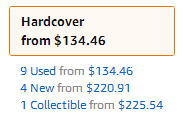 Hardcover
from $134.46
9 Used from $134.46
4 New from $220.91
1 Collectible from $225.54